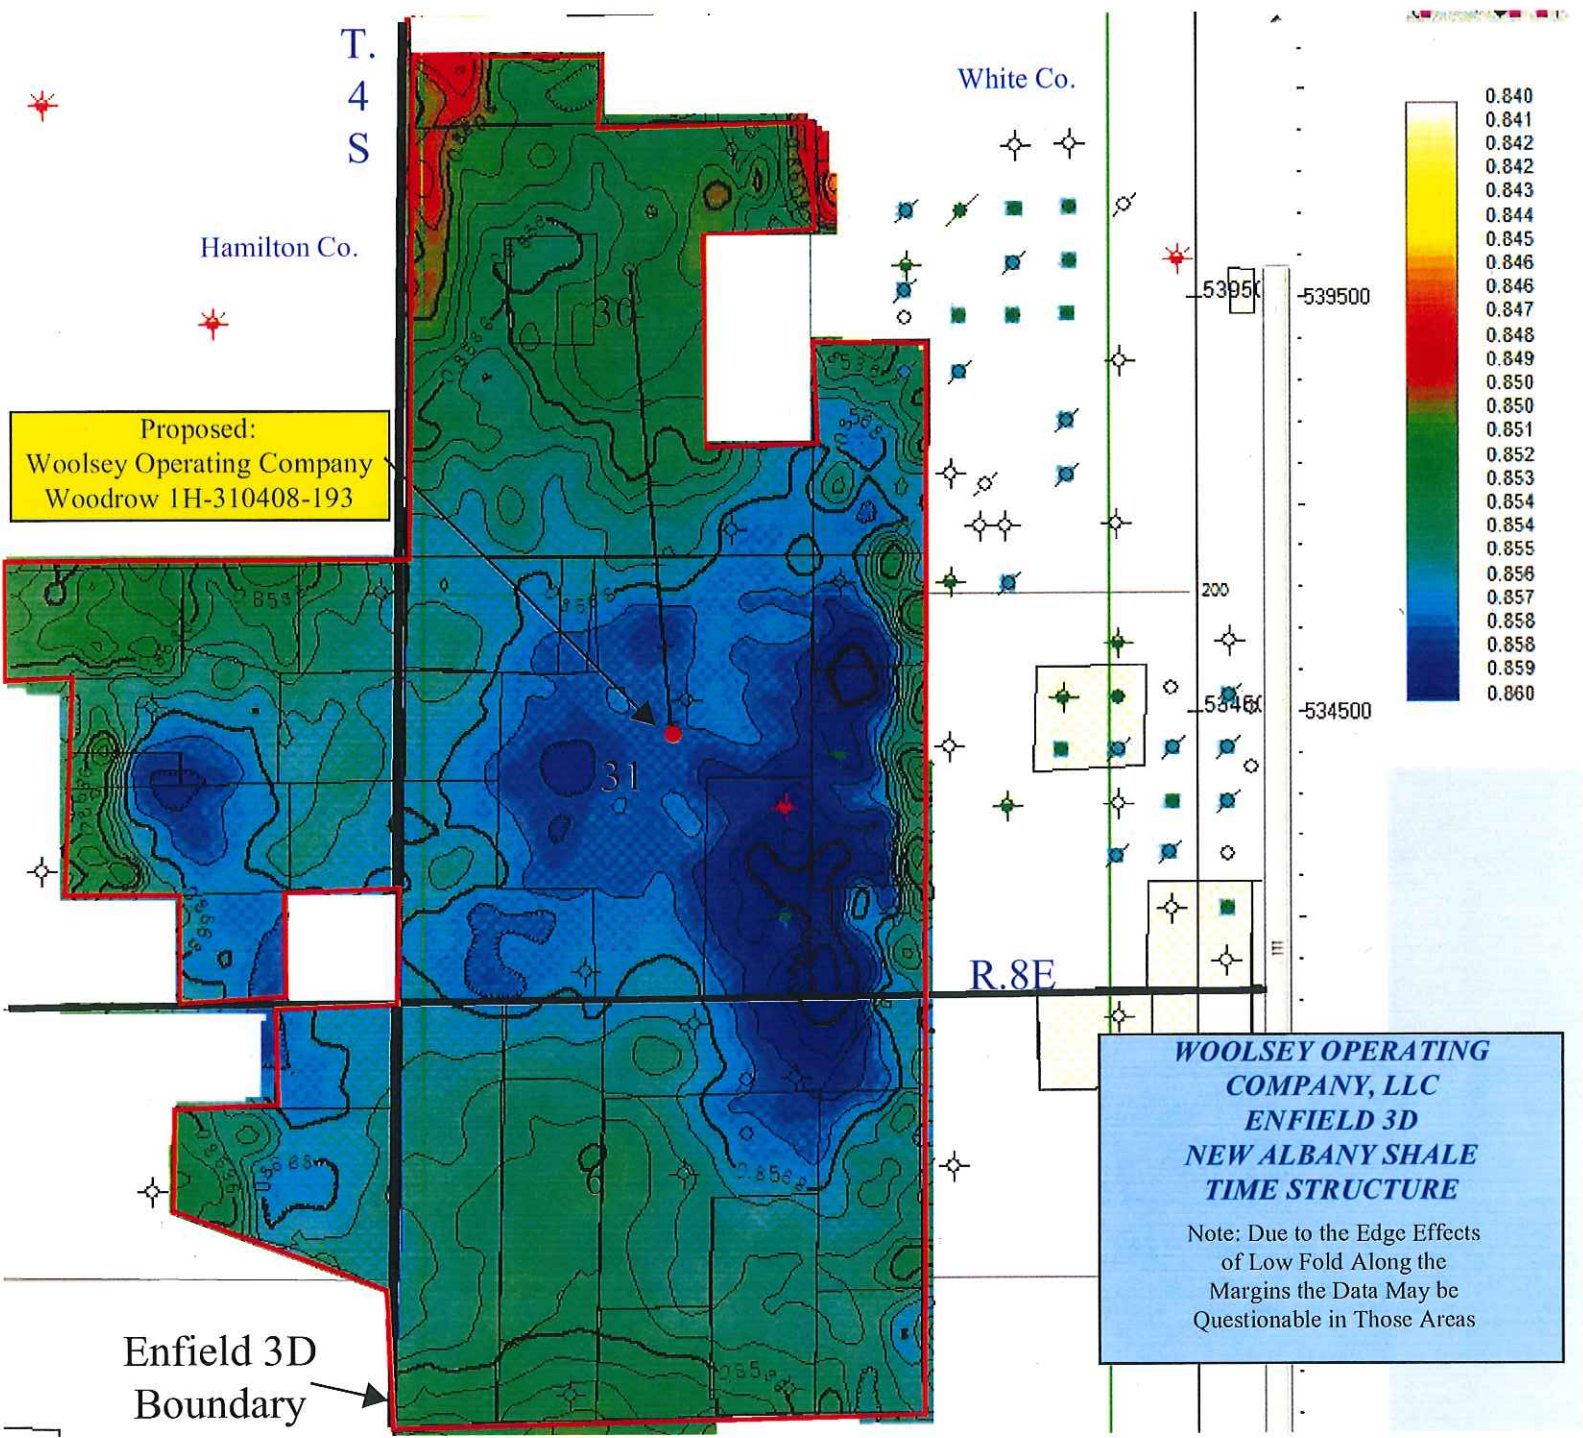 T.
4
S
White Co.
Hamilton Co.
Proposed:
Woolsey Operating Company
Woodrow 1H-310408-193
30
31
6
R.8E
539500
200
534500
0.8568
0.8568
0.840
0.841
0.842
0.842
0.843
0.844
0.845
0.846
0.846
0.847
0.848
0.849
0.850
0.850
0.851
0.852
0.853
0.854
0.854
0.855
0.856
0.857
0.858
0.858
0.859
0.860
WOOLSEY OPERATING
COMPANY, LLC
ENFIELD 3D
NEW ALBANY SHALE
TIME STRUCTURE
Note: Due to the Edge Effects
of Low Fold Along the
Margins the Data May be
Questionable in Those Areas
Enfield 3D
Boundary